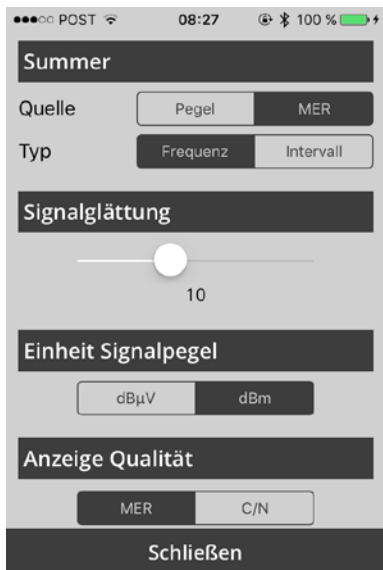 POST 08:27 100 %
Summer
Quelle Pegel MER
Typ Frequenz Intervall
Signalglättung
10
Einheit Signalpegel
dBµV dBm
Anzeige Qualität
MER C/N
Schließen